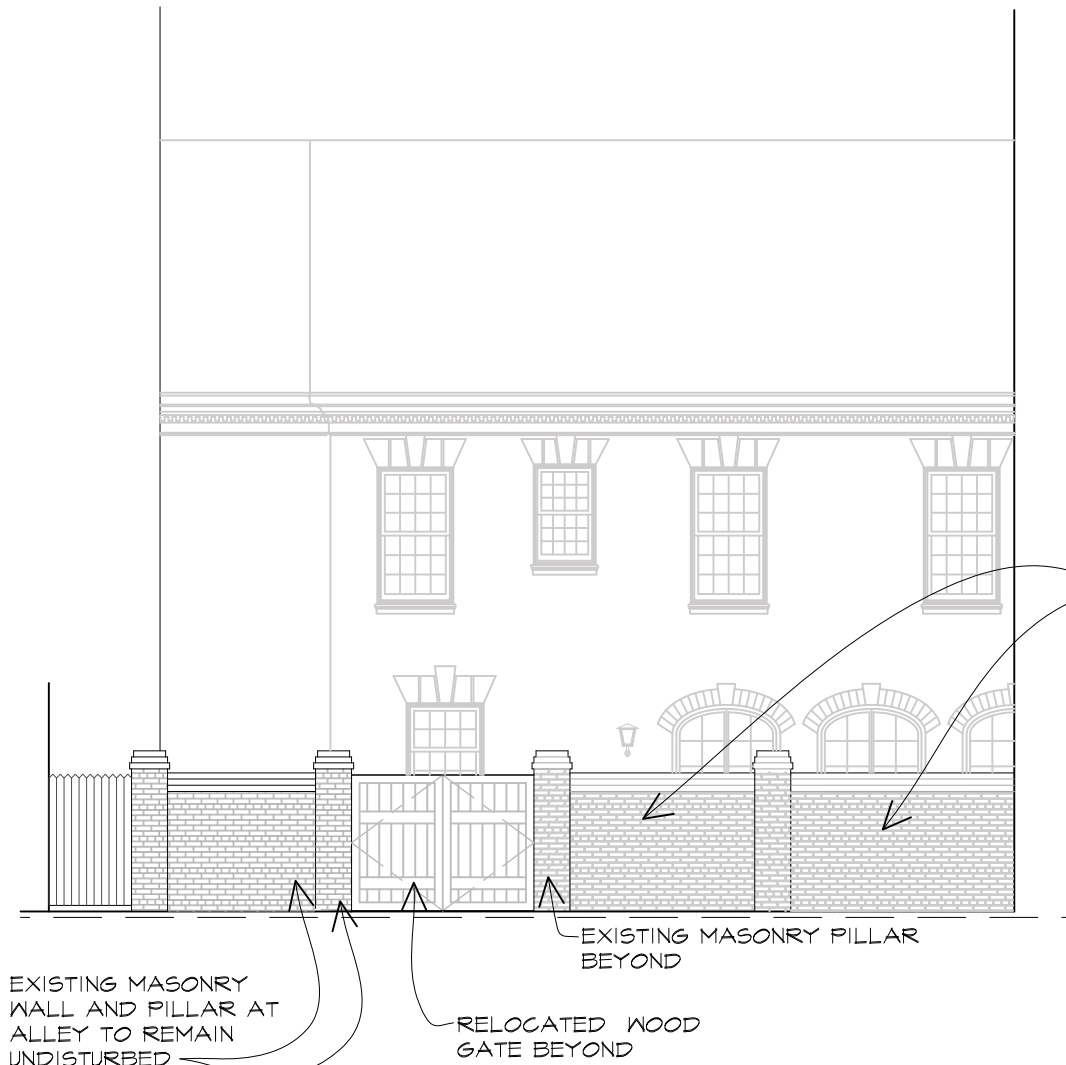 EXISTING MASONRY PILLAR
BEYOND
EXISTING MASONRY
WALL AND PILLAR AT
ALLEY TO REMAIN
UNDISTURBED
RELOCATED WOOD
GATE BEYOND